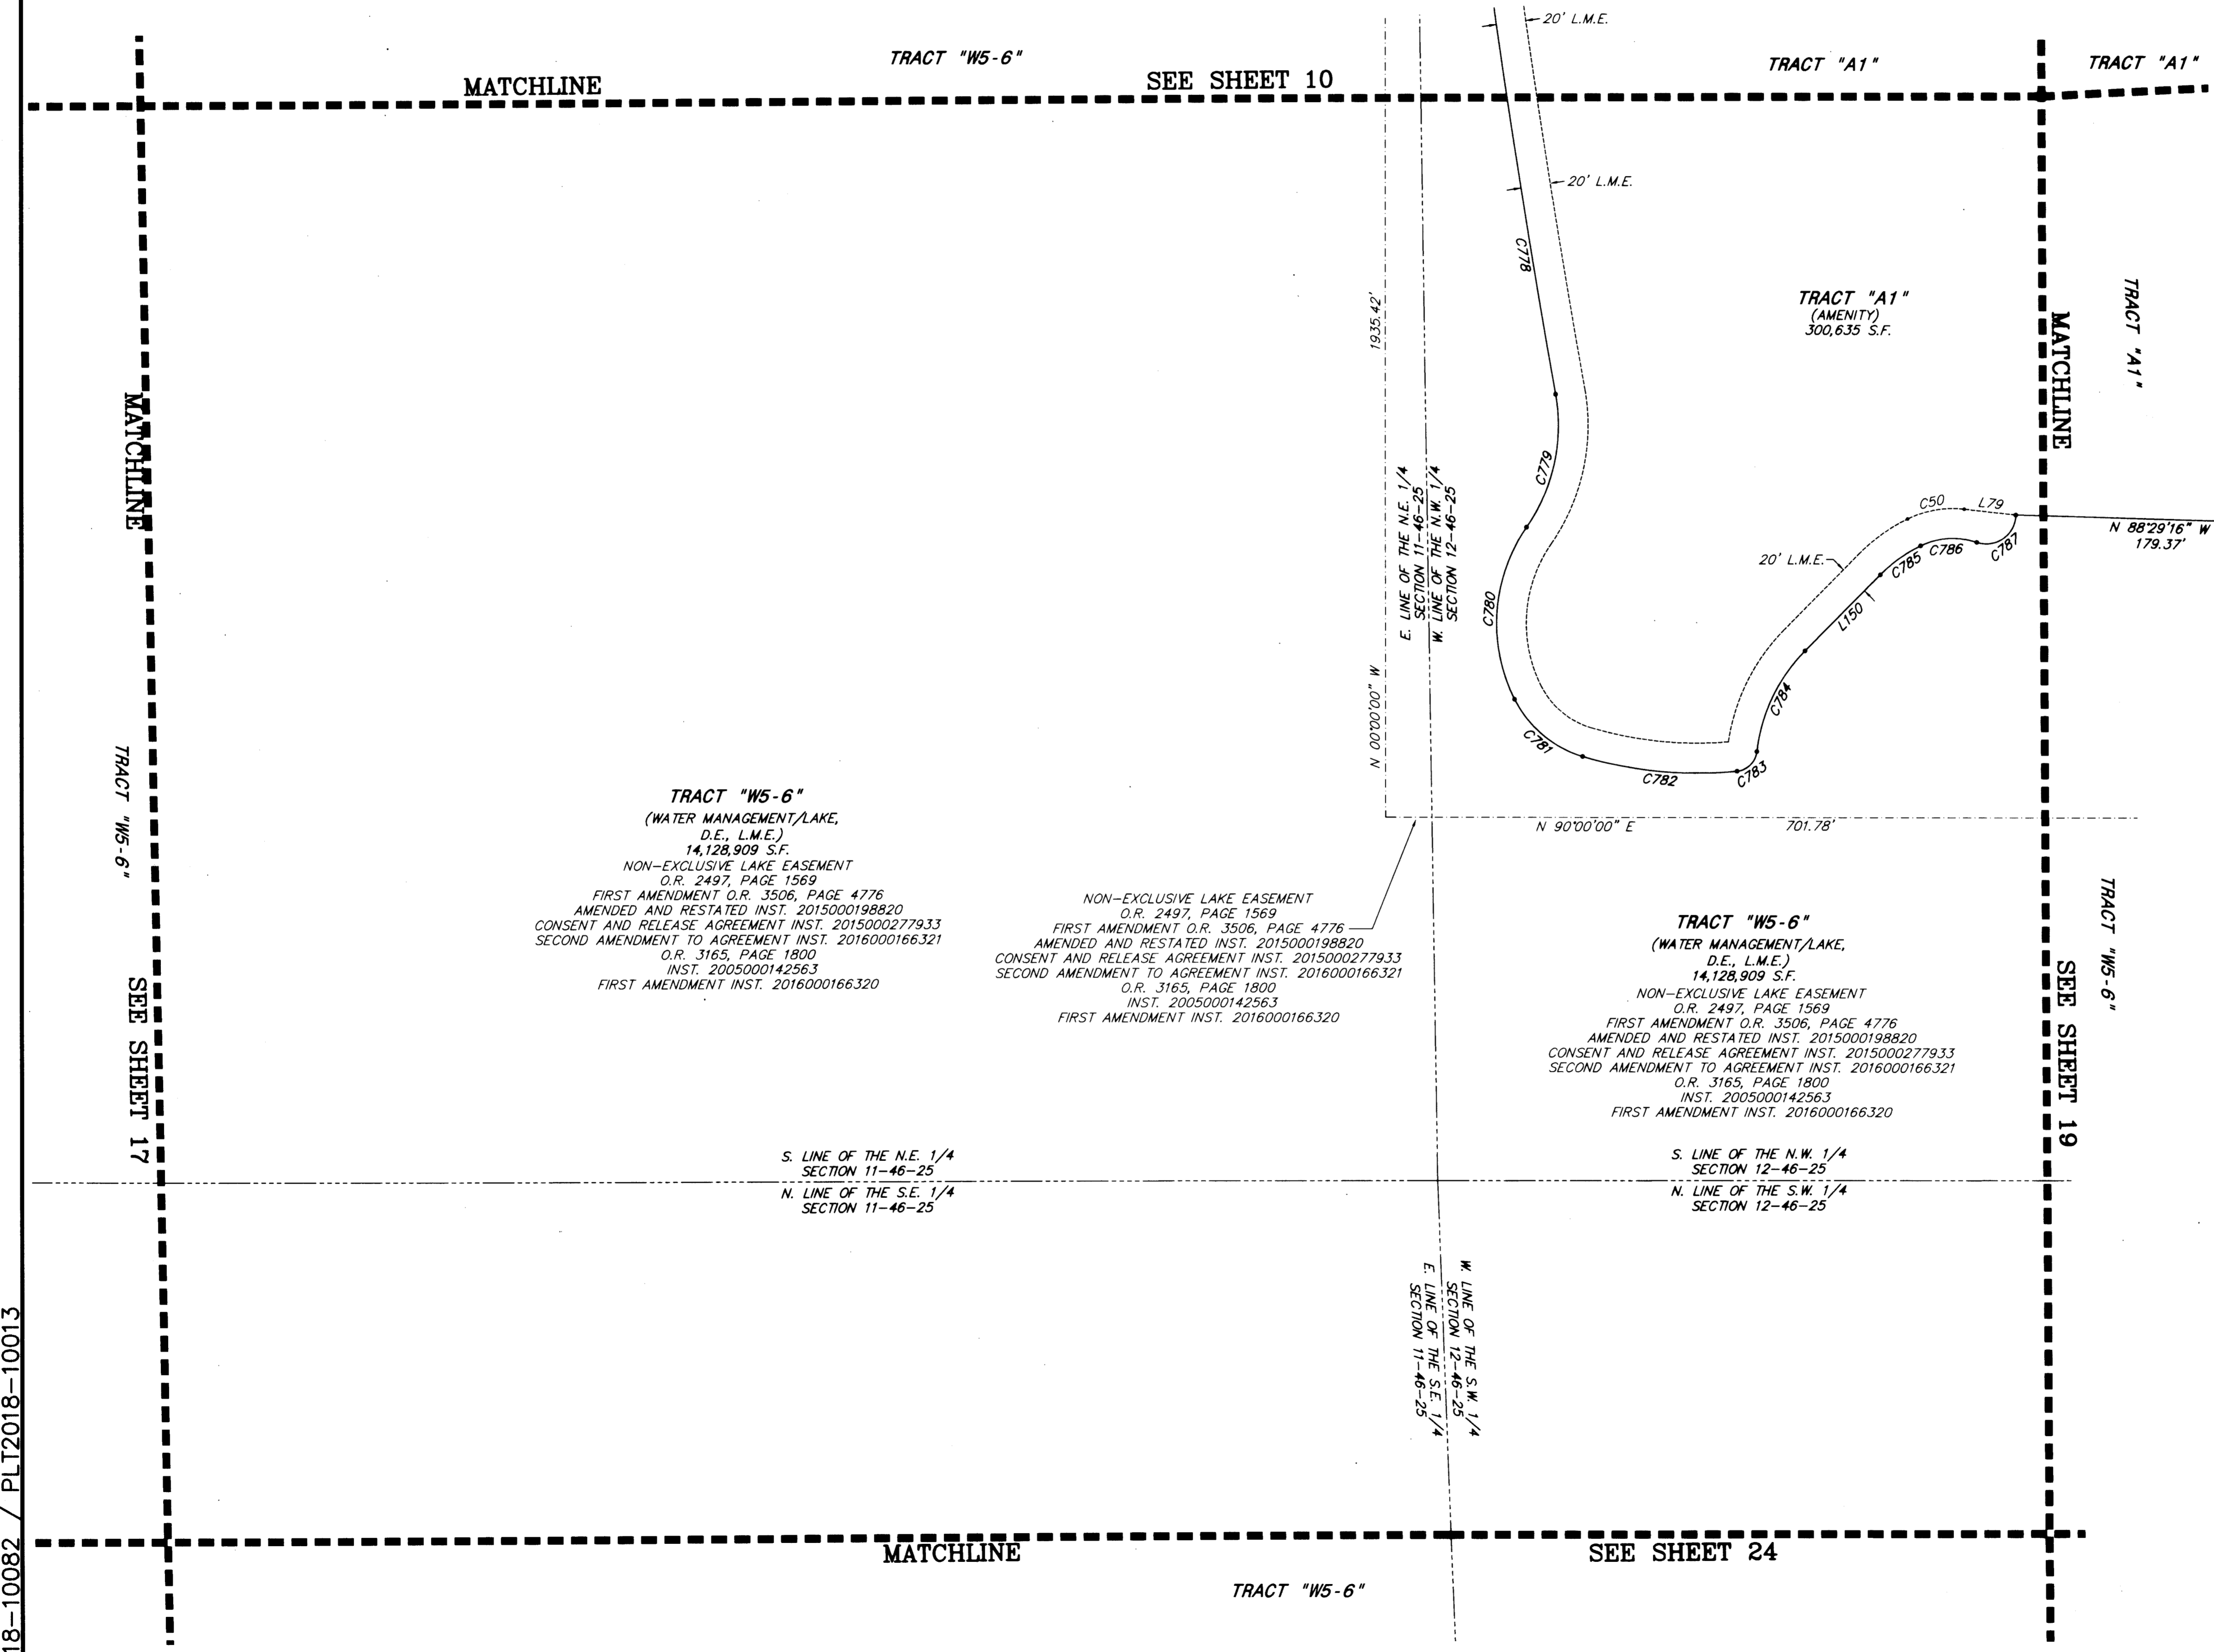 20' L.M.E.
TRACT "W5-6"
TRACT "A1"
TRACT "A1"
MATCHLINE
SEE SHEET 10
20' L.M.E.
C778
1935.42'
TRACT "A1"
(AMENITY)
300,635 S.F.
MATCHLINE
TRACT "A1"
MATCHLINE
C779
E. LINE OF THE N.E. 1/4
SECTION 11-46-25
W. LINE OF THE N.W. 1/4
SECTION 12-46-25
C50
L79
N 88°29'16" W
179.37'
20' L.M.E.
C785
C786
C787
C780
L150
N 00°00'00" W
C784
C781
C782
C783
TRACT "W5-6"
N 90°00'00" E
701.78'
TRACT "W5-6"
(WATER MANAGEMENT/LAKE,
D.E., L.M.E.)
14,128,909 S.F.
NON-EXCLUSIVE LAKE EASEMENT
O.R. 2497, PAGE 1569
FIRST AMENDMENT O.R. 3506, PAGE 4776
AMENDED AND RESTATED INST. 2015000198820
CONSENT AND RELEASE AGREEMENT INST. 2015000277933
SECOND AMENDMENT TO AGREEMENT INST. 2016000166321
O.R. 3165, PAGE 1800
INST. 2005000142563
FIRST AMENDMENT INST. 2016000166320
NON-EXCLUSIVE LAKE EASEMENT
O.R. 2497, PAGE 1569
FIRST AMENDMENT O.R. 3506, PAGE 4776
AMENDED AND RESTATED INST. 2015000198820
CONSENT AND RELEASE AGREEMENT INST. 2015000277933
SECOND AMENDMENT TO AGREEMENT INST. 2016000166321
O.R. 3165, PAGE 1800
INST. 2005000142563
FIRST AMENDMENT INST. 2016000166320
TRACT "W5-6"
(WATER MANAGEMENT/LAKE,
D.E., L.M.E.)
14,128,909 S.F.
NON-EXCLUSIVE LAKE EASEMENT
O.R. 2497, PAGE 1569
FIRST AMENDMENT O.R. 3506, PAGE 4776
AMENDED AND RESTATED INST. 2015000198820
CONSENT AND RELEASE AGREEMENT INST. 2015000277933
SECOND AMENDMENT TO AGREEMENT INST. 2016000166321
O.R. 3165, PAGE 1800
INST. 2005000142563
FIRST AMENDMENT INST. 2016000166320
TRACT "W5-6"
SEE SHEET 17
SEE SHEET 19
S. LINE OF THE N.E. 1/4
SECTION 11-46-25
N. LINE OF THE S.E. 1/4
SECTION 11-46-25
S. LINE OF THE N.W. 1/4
SECTION 12-46-25
N. LINE OF THE S.W. 1/4
SECTION 12-46-25
W. LINE OF THE S.W. 1/4
SECTION 12-46-25
E. LINE OF THE S.E. 1/4
SECTION 11-46-25
18-10082 / PLT2018-10013
MATCHLINE
SEE SHEET 24
TRACT "W5-6"